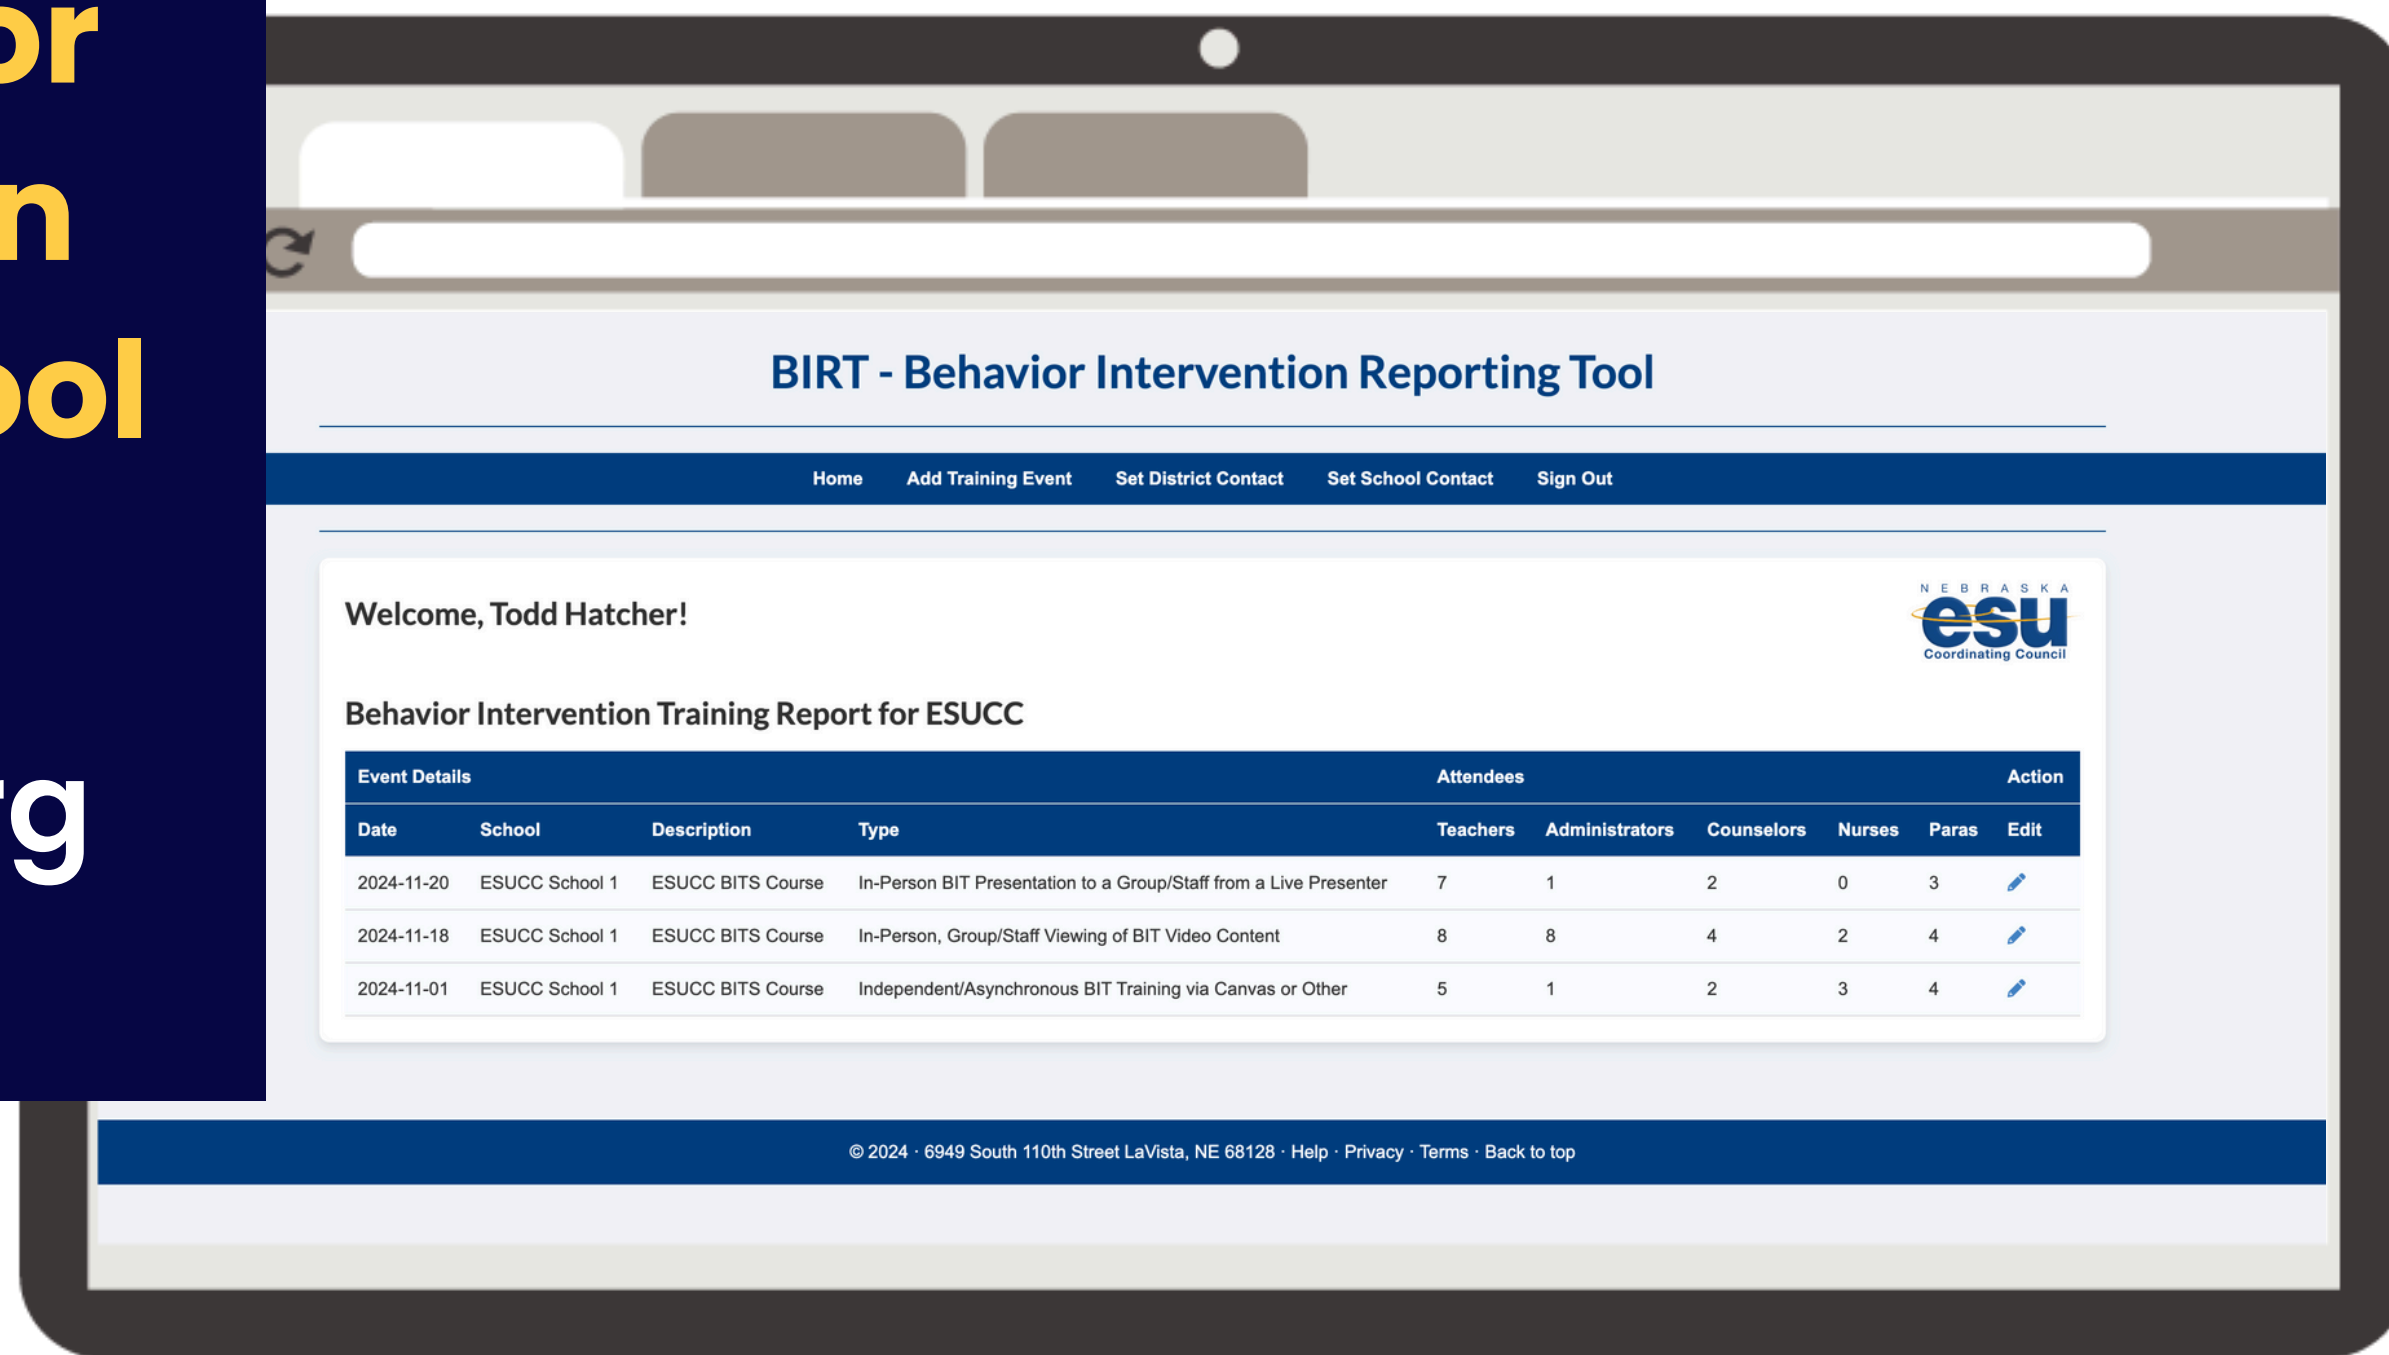 BIRT - Behavior Intervention Reporting Tool
Home Add Training Event Set District Contact Set School Contact Sign Out
Welcome, Todd Hatcher!
NEBRASKA
esu
Coordinating Council
Behavior Intervention Training Report for ESUCC
Event Details Attendees Action
Date School Description Type Teachers Administrators Counselors Nurses Paras Edit
2024-11-20 ESUCC School 1 ESUCC BITS Course In-Person BIT Presentation to a Group/Staff from a Live Presenter 7 1 2 0 3
2024-11-18 ESUCC School 1 ESUCC BITS Course In-Person, Group/Staff Viewing of BIT Video Content 8 8 4 2 4
2024-11-01 ESUCC School 1 ESUCC BITS Course Independent/Asynchronous BIT Training via Canvas or Other 5 1 2 3 4
© 2024 · 6949 South 110th Street LaVista, NE 68128 · Help · Privacy · Terms · Back to top